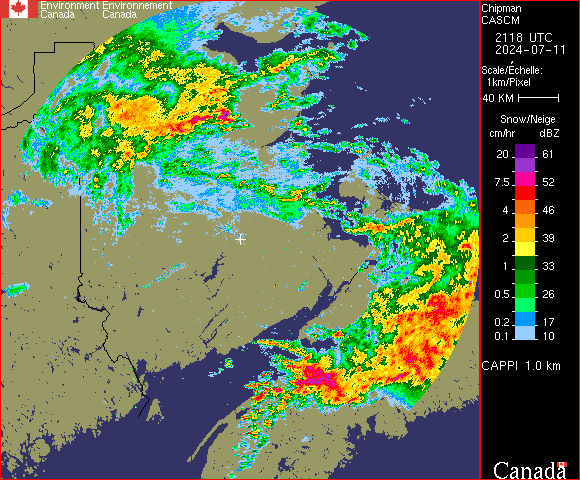 Environment Environnement
Canada Canada
Chipman
CASCM
2118 UTC
2024-07-11
Scale/Échelle:
1km/Pixel
40 KM
Snow/Neige
cm/hr dBZ
20 61
7.5 52
4 46
2 39
1 33
0.5 26
0.2 17
0.1 10
CAPPI 1.0 km
Canada